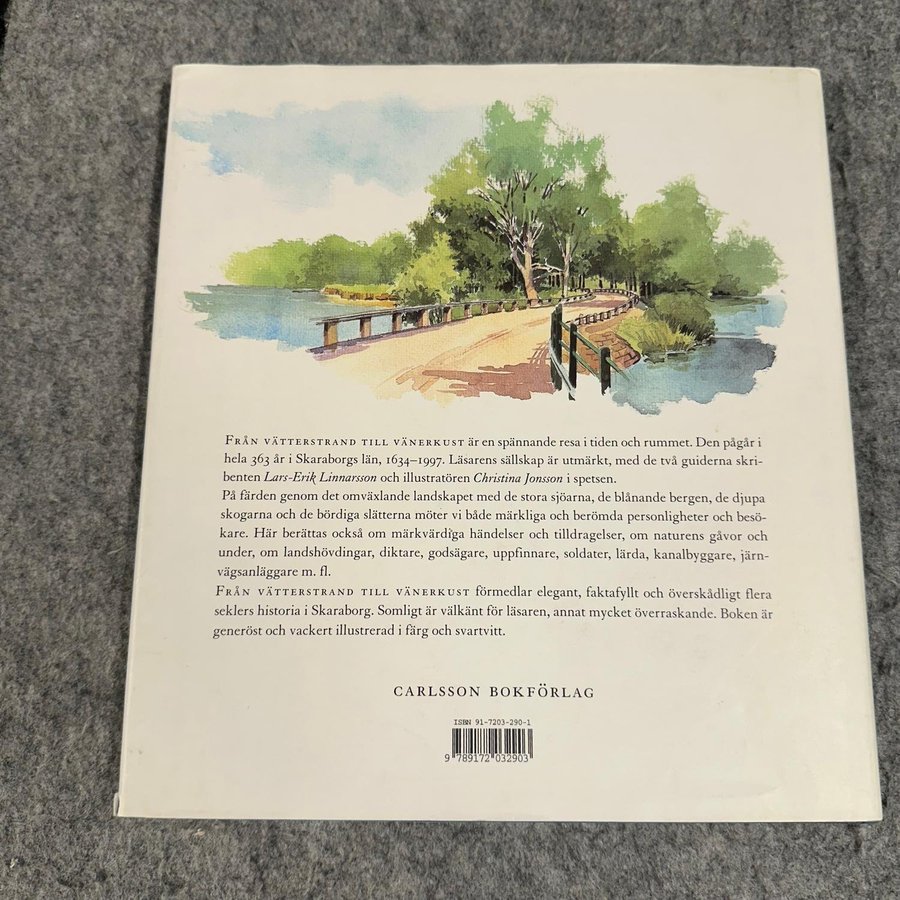 FRÅN VÄTTERSTRAND TILL VÄNERKUST är en spännande resa i tiden och rummet. Den pågår i
hela 363 år i Skaraborgs län, 1634–1997. Läsarens sällskap är utmärkt, med de två guiderna skri-
benten Lars-Erik Linnarsson och illustratören Christina Jonsson i spetsen.
På färden genom det omväxlande landskapet med de stora sjöarna, de blånande bergen, de djupa
skogarna och de bördiga slätterna möter vi både märkliga och berömda personligheter och besö-
kare. Här berättas också om märkvärdiga händelser och tilldragelser, om naturens gåvor och
under, om landshövdingar, diktare, godsägare, uppfinnare, soldater, lärda, kanalbyggare, järn-
vägsanläggare m. fl.
FRÅN VÄTTERSTRAND TILL VÄNERKUST förmedlar elegant, faktafyllt och överskådligt flera
seklers historia i Skaraborg. Somligt är välkänt för läsaren, annat mycket överraskande. Boken är
generöst och vackert illustrerad i färg och svartvitt.
CARLSSON BOKFÖRLAG
ISBN 91-7203-290-1
9 789172 032903